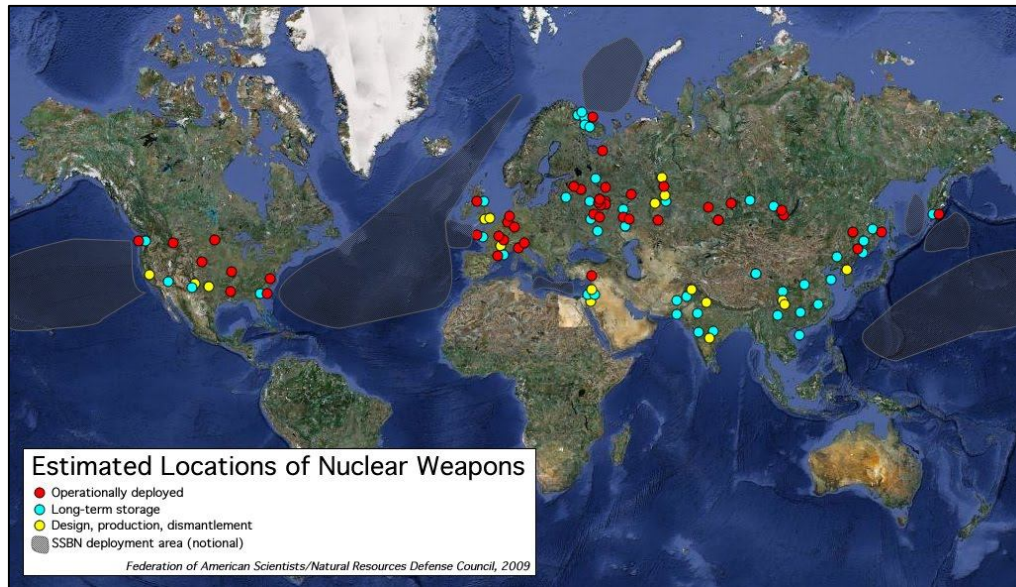 Estimated Locations of Nuclear Weapons
Operationally deployed
Long-term storage
Design, production, dismantlement
SSBN deployment area (notional)
Federation of American Scientists/Natural Resources Defense Council, 2009